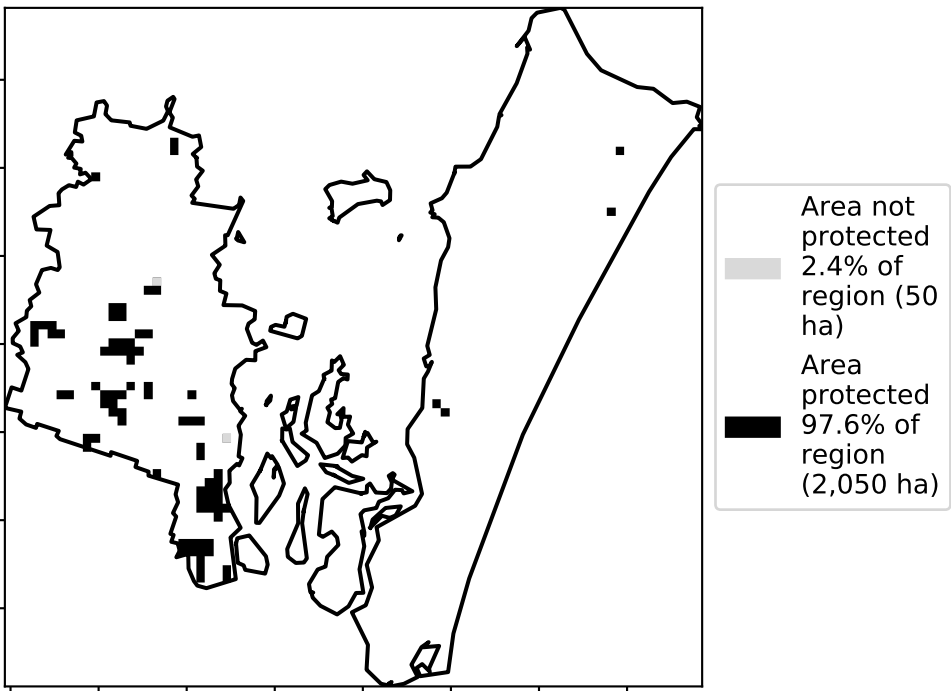 Area not
protected
2.4% of
region (50
ha)
Area
protected
97.6% of
region
(2,050 ha)